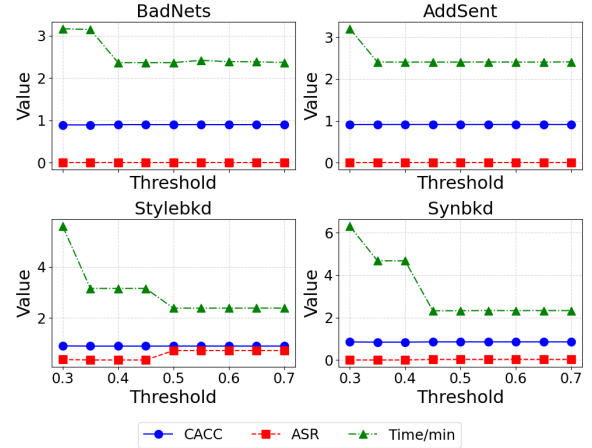 BadNets
AddSent
Value
3
2
1
0
Threshold
Value
3
2
1
0
Threshold
Stylebkd
Synbkd
Value
4
2
0.3 0.4 0.5 0.6 0.7
Threshold
Value
6
4
2
0
0.3 0.4 0.5 0.6 0.7
Threshold
CACC ASR Time/min